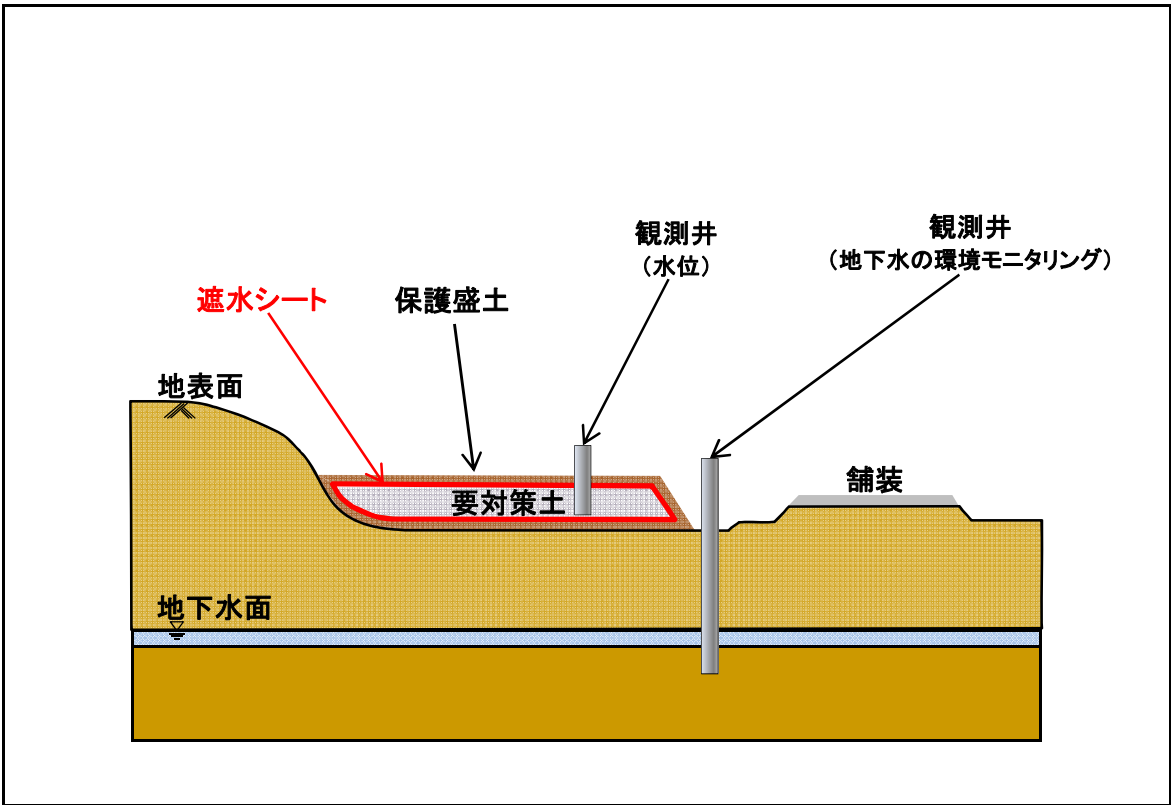 観測井
（水位）
観測井
（地下水の環境モニタリング）
遮水シート
保護盛土
地表面
要対策土
舗装
地下水面